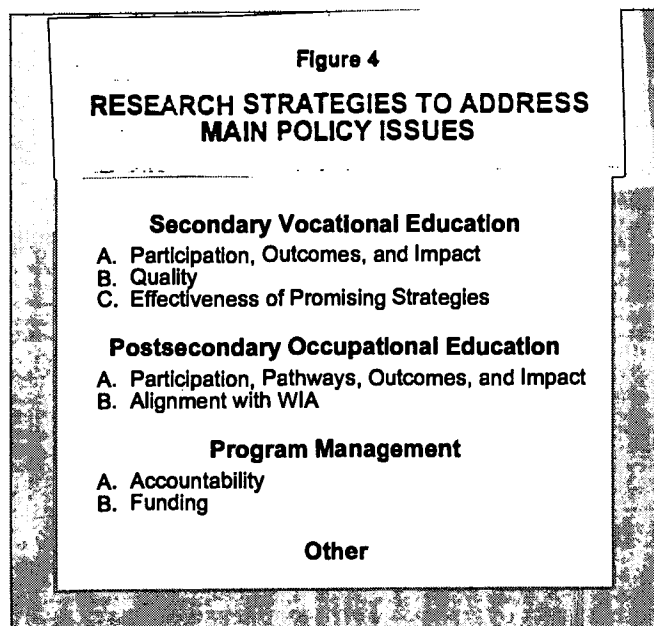 Figure 4
RESEARCH STRATEGIES TO ADDRESS
MAIN POLICY ISSUES
Secondary Vocational Education
A. Participation, Outcomes, and Impact
B. Quality
C. Effectiveness of Promising Strategies
Postsecondary Occupational Education
A. Participation, Pathways, Outcomes, and Impact
B. Alignment with WIA
Program Management
A. Accountability
B. Funding
Other